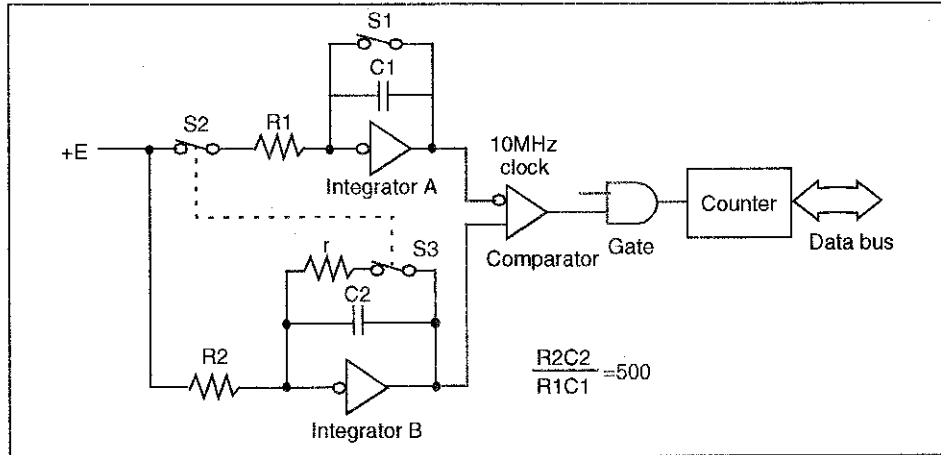 S1
C1
S2
R1
+E
10MHz
clock
Integrator A
Counter
Data bus
Gate
Comparator
r
S3
C2
R2
R2C2
R1C1
=500
Integrator B